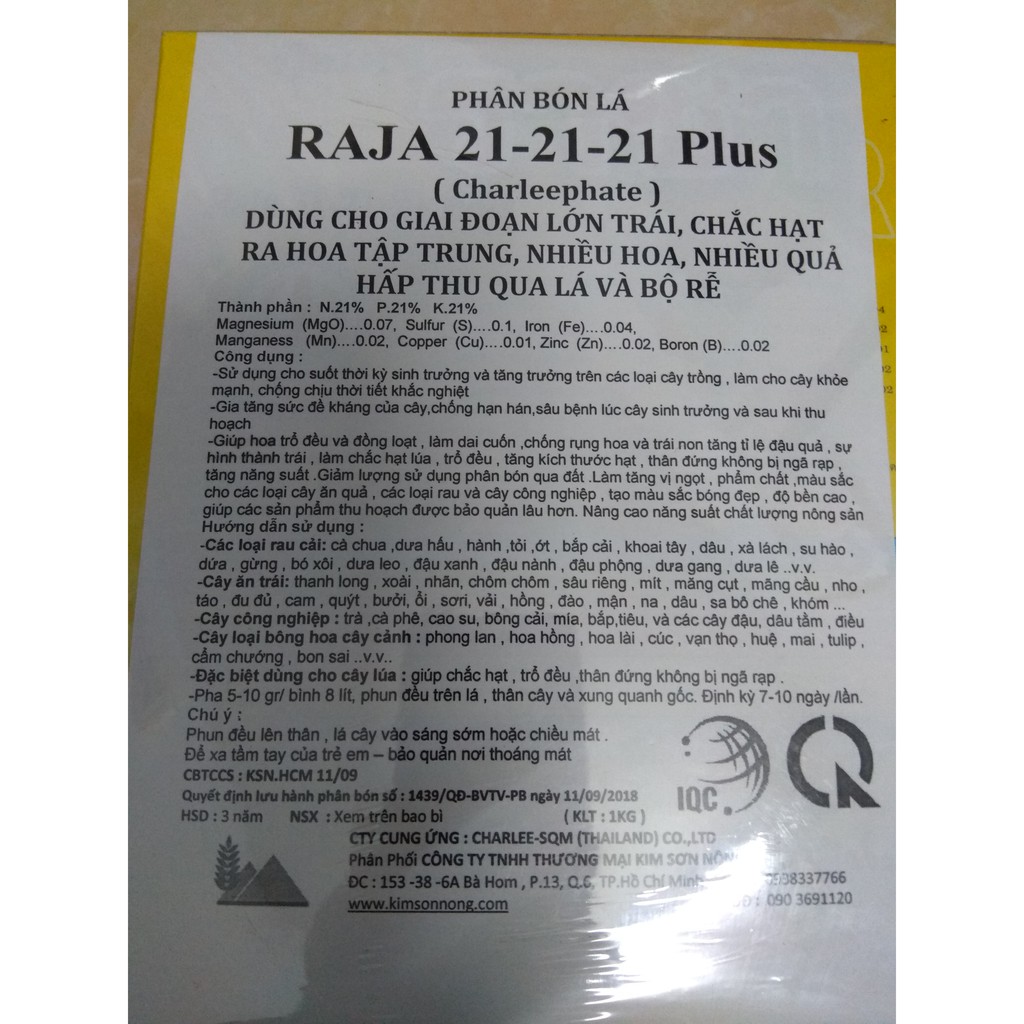 PHÂN BÓN LÁ
RAJA 21-21-21 Plus
( Charleephate )
DÙNG CHO GIAI ĐOẠN LỚN TRÁI, CHẮC HẠT
RA HOA TẬP TRUNG, NHIỀU HOA, NHIỀU QUẢ
HẤP THU QUA LÁ VÀ BỘ RỄ
Thành phần : N.21% P.21% K.21%
Magnesium (MgO)....0.07, Sulfur (S)....0.1, Iron (Fe)....0.04,
Manganess (Mn)....0.02, Copper (Cu)....0.01, Zinc (Zn)....0.02, Boron (B)....0.02
Công dụng :
-Sử dụng cho suốt thời kỳ sinh trưởng và tăng trưởng trên các loại cây trồng , làm cho cây khỏe
mạnh, chống chịu thời tiết khắc nghiệt
-Gia tăng sức đề kháng của cây,chống hạn hán,sâu bệnh lúc cây sinh trưởng và sau khi thu
hoạch
-Giúp hoa trổ đều và đồng loạt , làm dai cuốn ,chống rụng hoa và trái non tăng tỉ lệ đậu quả , sự
hình thành trái , làm chắc hạt lúa , trổ đều , tăng kích thước hạt , thân đứng không bị ngã rạp ,
tăng năng suất .Giảm lượng sử dụng phân bón qua đất .Làm tăng vị ngọt , phẩm chất ,màu sắc
cho các loại cây ăn quả , các loại rau và cây công nghiệp , tạo màu sắc bóng đẹp , độ bền cao ,
giúp các sản phẩm thu hoạch được bảo quản lâu hơn. Nâng cao năng suất chất lượng nông sản
Hướng dẫn sử dụng :
-Các loại rau cải: cà chua ,dưa hấu , hành ,tỏi ,ớt , bắp cải , khoai tây , dâu , xà lách , su hào ,
dứa , gừng , bó xôi , dưa leo , đậu xanh , đậu nành , đậu phộng , dưa gang , dưa lê ..v.v.
-Cây ăn trái: thanh long , xoài , nhãn, chôm chôm , sâu riêng , mít , măng cụt , mãng cầu , nho ,
táo , đu đủ , cam , quýt , bưởi , ổi , sơri, vải , hồng , đào , mận , na , dâu , sa bô chê , khóm ...
-Cây công nghiệp : trà ,cà phê, cao su, bông cải, mía, bắp,tiêu, và các cây đậu, dâu tằm , điều
-Cây loại bông hoa cây cảnh : phong lan , hoa hồng , hoa lài , cúc , vạn thọ , huệ , mai , tulip ,
cẩm chướng , bon sai ..v.v..
-Đặc biệt dùng cho cây lúa : giúp chắc hạt , trổ đều ,thân đứng không bị ngã rạp .
-Pha 5-10 gr/ bình 8 lít, phun đều trên lá , thân cây và xung quanh gốc. Định kỳ 7-10 ngày /lần.
Chú ý :
Phun đều lên thân , lá cây vào sáng sớm hoặc chiều mát .
Để xa tầm tay của trẻ em – bảo quản nơi thoáng mát
CBTCCS : KSN.HCM 11/09
Quyết định lưu hành phân bón số : 1439/QĐ-BVTV-PB ngày 11/09/2018
HSD : 3 năm NSX : Xem trên bao bì ( KLT : 1KG )
IQC
CTY CUNG ỨNG : CHARLEE-SQM (THAILAND) CO.,LTD
Phân Phối CÔNG TY TNHH THƯƠNG MẠI KIM SƠN NÔNG
ĐC : 153 -38 -6A Bà Hom , P.13, Q.6, TP.Hồ Chí Minh 0938337766
www.kimsonnong.com 090 3691120